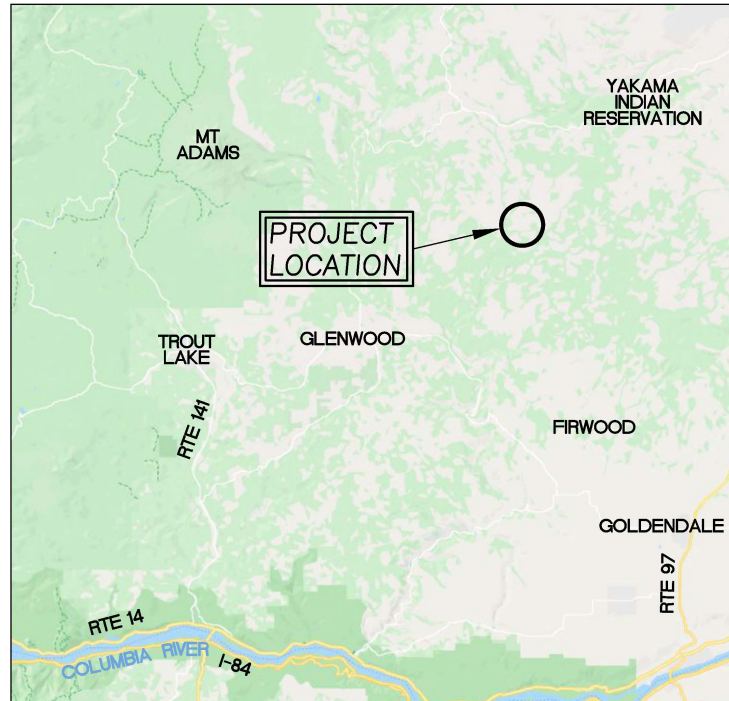 YAKAMA
INDIAN
RESERVATION
MT
ADAMS
PROJECT
LOCATION
TROUT
LAKE
GLENWOOD
RTE 141
FIRWOOD
GOLDENDALE
RTE 97
RTE 14
COLUMBIA RIVER
I-84